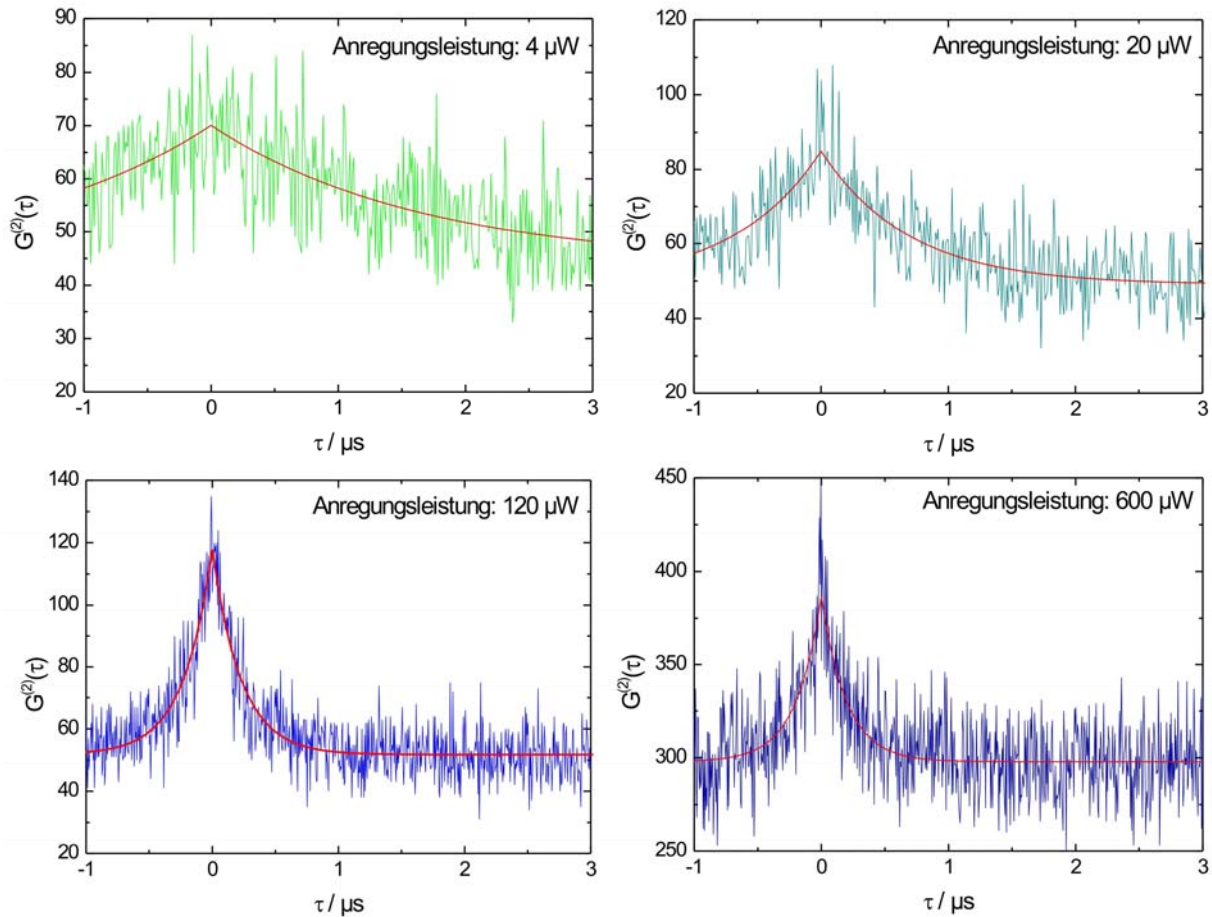 Anregungsleistung: 4 µW
G(2)(τ)
90
80
70
60
50
40
30
20
-1 0 1 2 3
τ / µs
Anregungsleistung: 20 µW
G(2)(τ)
120
100
80
60
40
20
-1 0 1 2 3
τ / µs
Anregungsleistung: 120 µW
G(2)(τ)
140
120
100
80
60
40
20
-1 0 1 2 3
τ / µs
Anregungsleistung: 600 µW
G(2)(τ)
450
400
350
300
250
-1 0 1 2 3
τ / µs